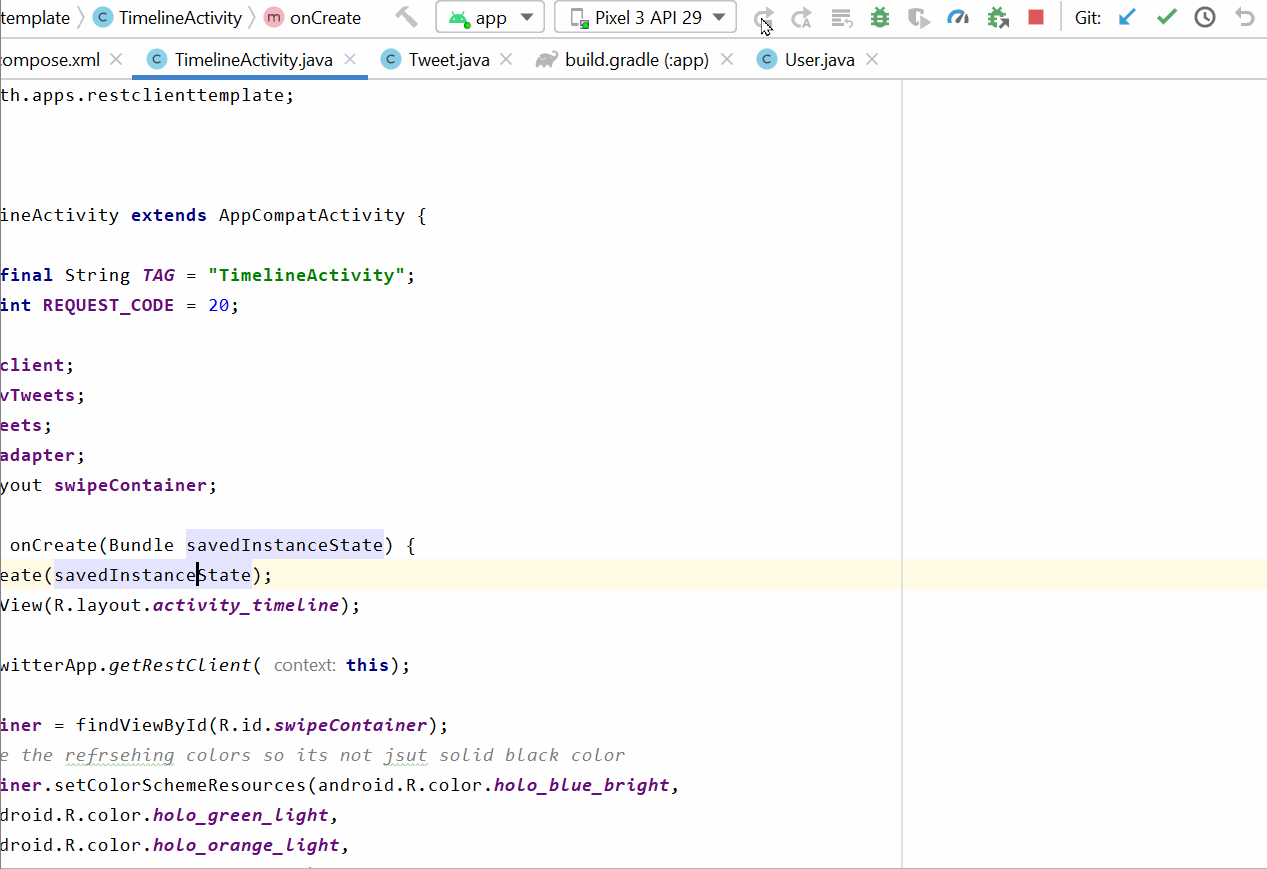 template TimelineActivity onCreate app Pixel 3 API 29 Git:
ompose.xml TimelineActivity.java Tweet.java build.gradle (:app) User.java
th.apps.restclienttemplate;
ineActivity extends AppCompatActivity {
final String TAG = "TimelineActivity";
int REQUEST_CODE = 20;
client;
vTweets;
eets;
adapter;
yout swipeContainer;
onCreate(Bundle savedInstanceState) {
eate(savedInstanceState);
View(R.layout.activity_timeline);
witterApp.getRestClient( context: this);
iner = findViewById(R.id.swipeContainer);
e the refrsehing colors so its not jsut solid black color
iner.setColorSchemeResources(android.R.color.holo_blue_bright,
droid.R.color.holo_green_light,
droid.R.color.holo_orange_light,